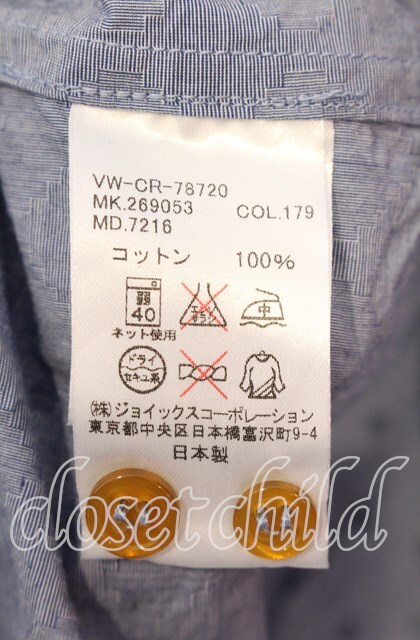 VW-CR-78720
MK.269053 COL.179
MD.7216
コットン 100%
弱
40
エンソ
サラシ
中
ネット使用
ドライ
セキユ系
㈱ジョイックスコーポレーション
東京都中央区日本橋富沢町9-4
日本製
closet child